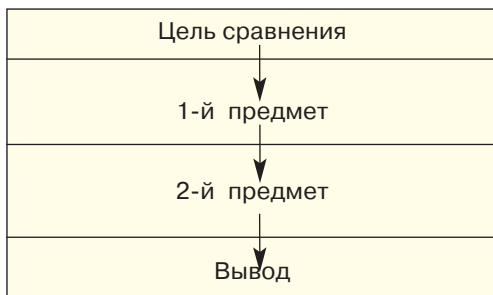 Цель сравнения
1-й предмет
2-й предмет
Вывод